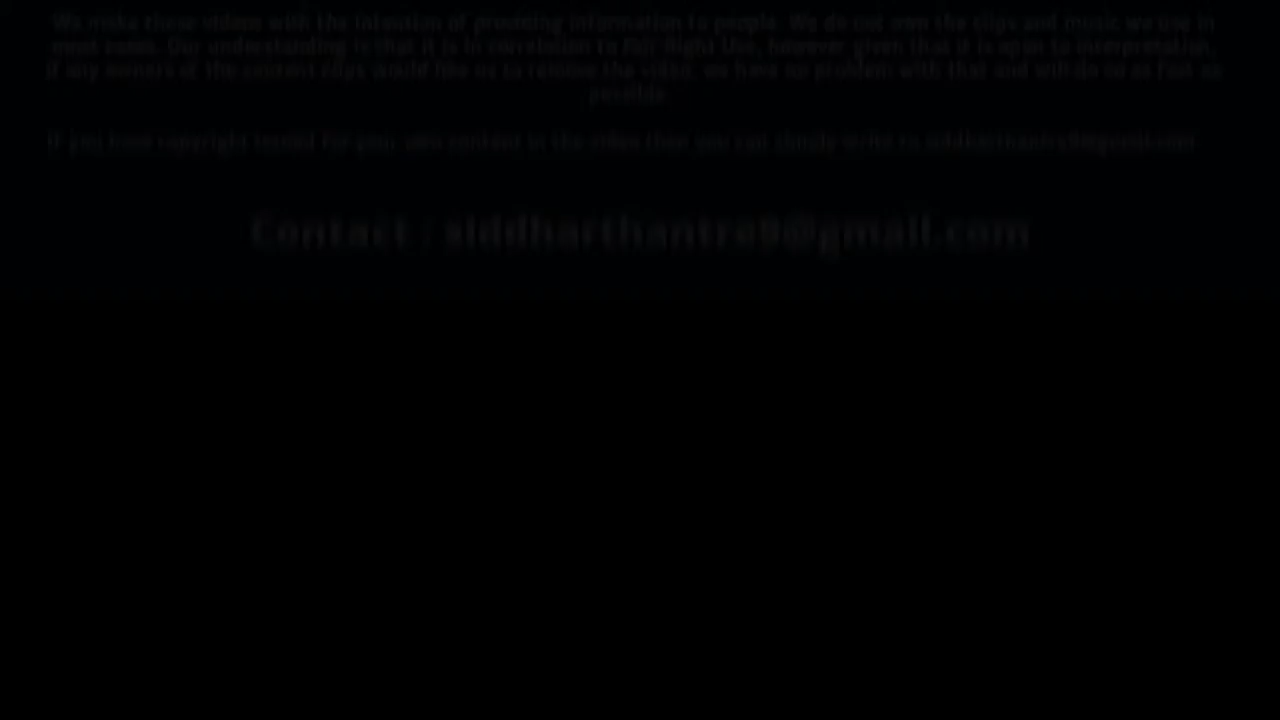 We make these videos with the intention of providing information to people. We do not own the clips and music we use in
most cases. Our understanding is that it is in correlation to Fair Right Use, however given that it is open to interpretation,
if any owners of the content clips would like us to remove the video, we have no problem with that and will do so as fast as
possible.
If you have copyright for your own content in the video then you can simply write to
Contact : siddharthantr49@gmail.com